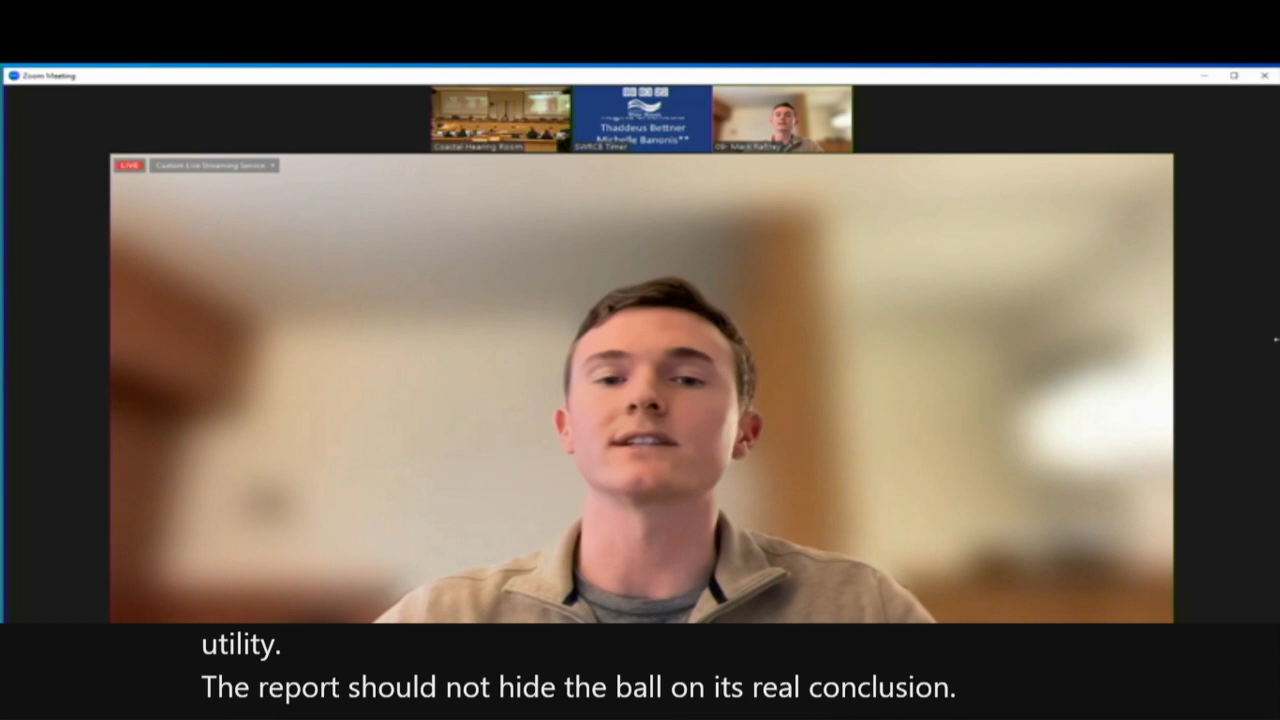 Zoom Meeting
Thaddeus Bettner
Michelle Banonis**
Coastal Hearing Room
SWRCB Timer
LIVE
Custom Live Streaming Service
utility.
The report should not hide the ball on its real conclusion.